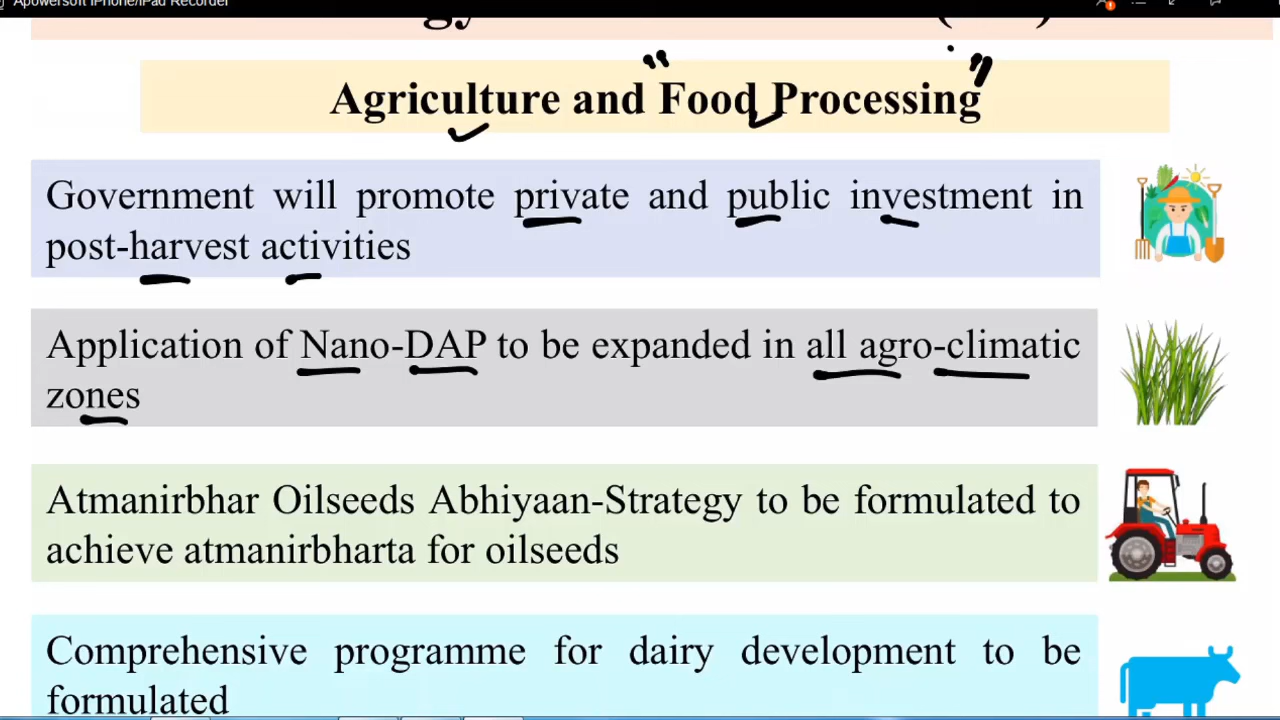 Apowersoft iPhone/iPad Recorder
Agriculture and Food Processing
Government will promote private and public investment in
post-harvest activities
Application of Nano-DAP to be expanded in all agro-climatic
zones
Atmanirbhar Oilseeds Abhiyaan-Strategy to be formulated to
achieve atmanirbharta for oilseeds
Comprehensive programme for dairy development to be
formulated